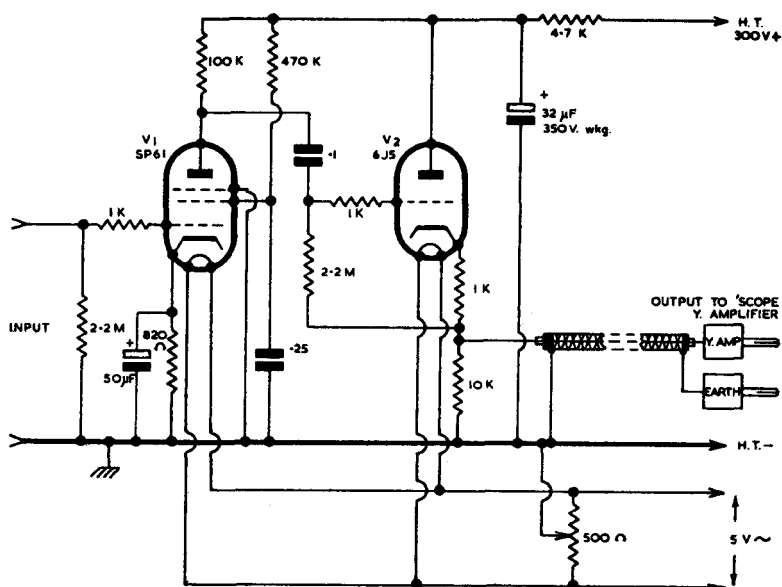 H.T.
300V+
4·7 K
100 K
470 K
+
32 µF
350 V. wkg.
V1
SP61
·1
V2
6J5
1 K
1 K
2·2 M
1 K
OUTPUT TO 'SCOPE
Y. AMPLIFIER
INPUT
2·2 M
+
820
Ω
50µF
·25
10 K
Y. AMP
EARTH
H.T.−
500 Ω
5 V ~